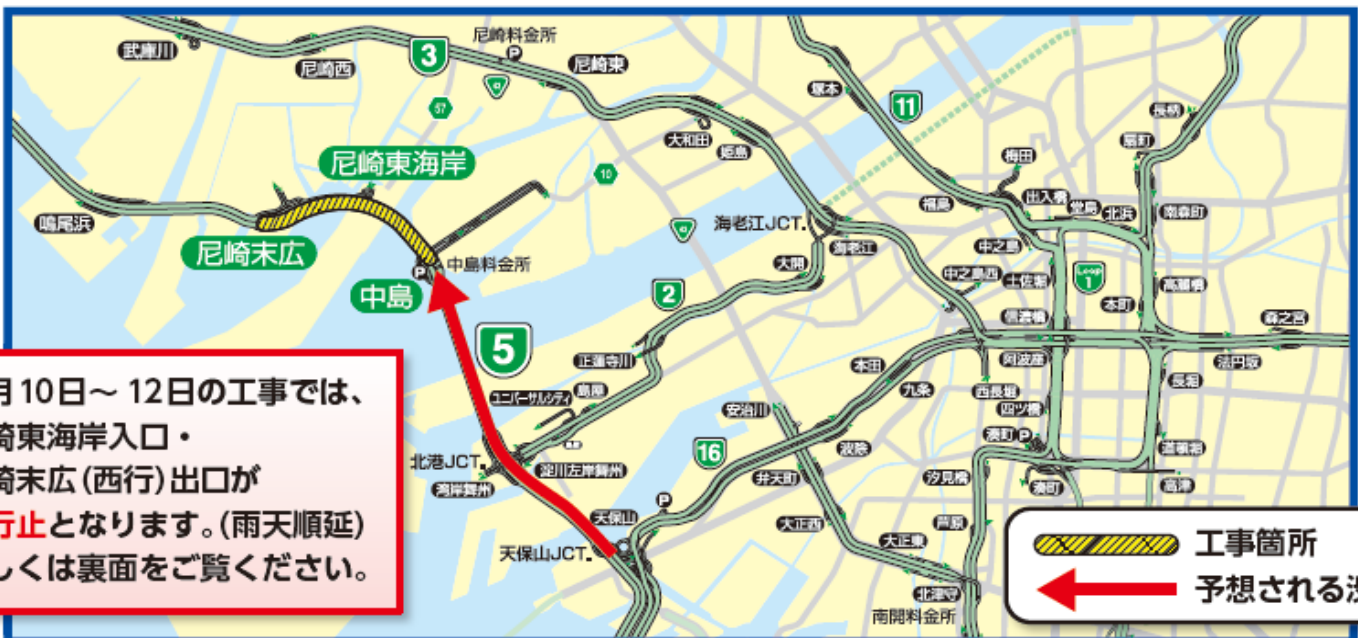 武庫川
尼崎西
3
尼崎料金所
P
43
尼崎東
57
塚本
11
長柄
扇町
大和田
姫島
梅田
尼崎東海岸
10
出入橋
堂島
北浜
南森町
福島
鳴尾浜
海老江JCT.
43
海老江
中之島
尼崎末広
中島料金所
P
大開
中之島西
土佐堀
Loop
1
高麗橋
中島
2
本町
信濃橋
森之宮
5
正蓮寺川
本田
阿波座
法円坂
月10日～12日の工事では、
崎東海岸入口・
崎末広(西行)出口が
行止となります。(雨天順延)
しくは裏面をご覧ください。
ユニバーサルシティ
島屋
九条
西長堀
長堀
安治川
四ツ橋
16
波除
湊町
P
道頓堀
北港JCT.
淀川左岸舞州
湾岸舞州
弁天町
汐見橋
湊町
高津
P
天保山
大正西
芦原
天保山JCT.
大正東
北津守
南開料金所
工事箇所
予想される渋